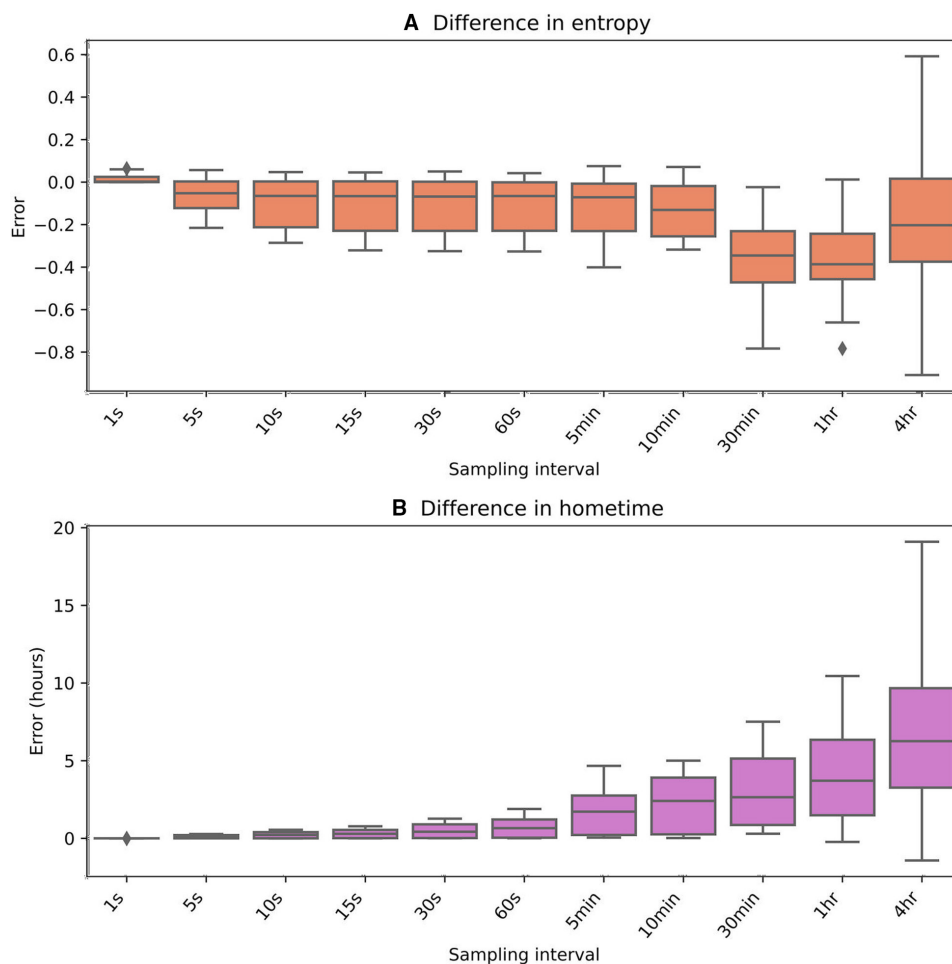 A Difference in entropy
0.6
0.4
0.2
0.0
−0.2
−0.4
−0.6
−0.8
Error
1s 5s 10s 15s 30s 60s 5min 10min 30min 1hr 4hr
Sampling interval
B Difference in hometime
20
15
10
5
0
Error (hours)
1s 5s 10s 15s 30s 60s 5min 10min 30min 1hr 4hr
Sampling interval